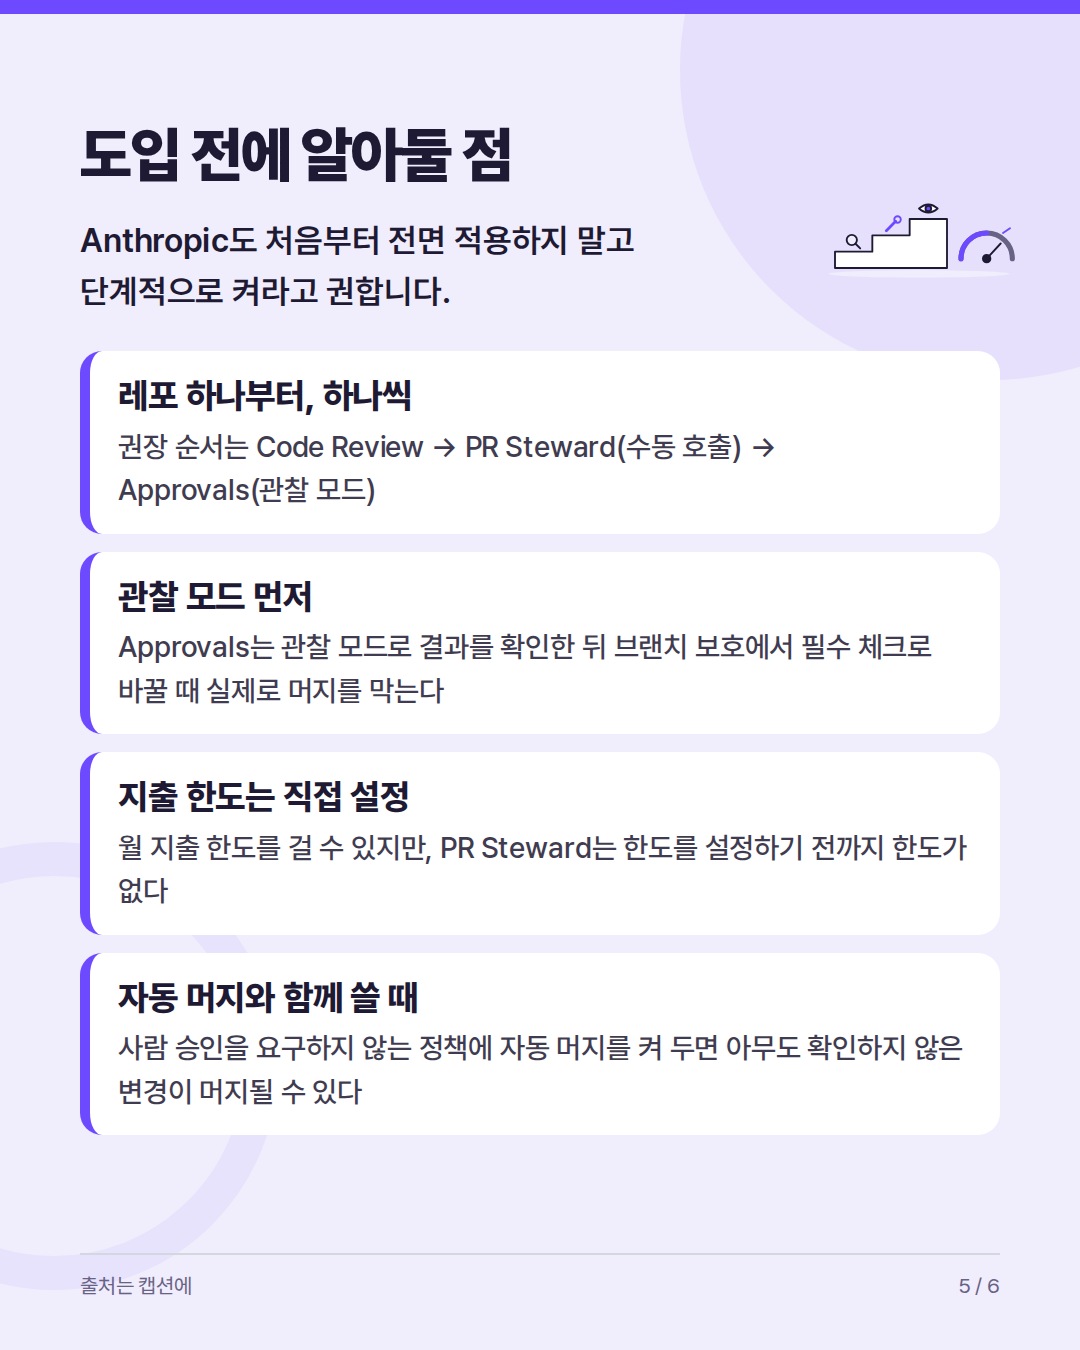 도입 전에 알아둘 점
Anthropic도 처음부터 전면 적용하지 말고
단계적으로 켜라고 권합니다.
레포 하나부터, 하나씩
권장 순서는 Code Review → PR Steward(수동 호출) →
Approvals(관찰 모드)
관찰 모드 먼저
Approvals는 관찰 모드로 결과를 확인한 뒤 브랜치 보호에서 필수 체크로
바꿀 때 실제로 머지를 막는다
지출 한도는 직접 설정
월 지출 한도를 걸 수 있지만, PR Steward는 한도를 설정하기 전까지 한도가
없다
자동 머지와 함께 쓸 때
사람 승인을 요구하지 않는 정책에 자동 머지를 켜 두면 아무도 확인하지 않은
변경이 머지될 수 있다
출처는 캡션에
5 / 6